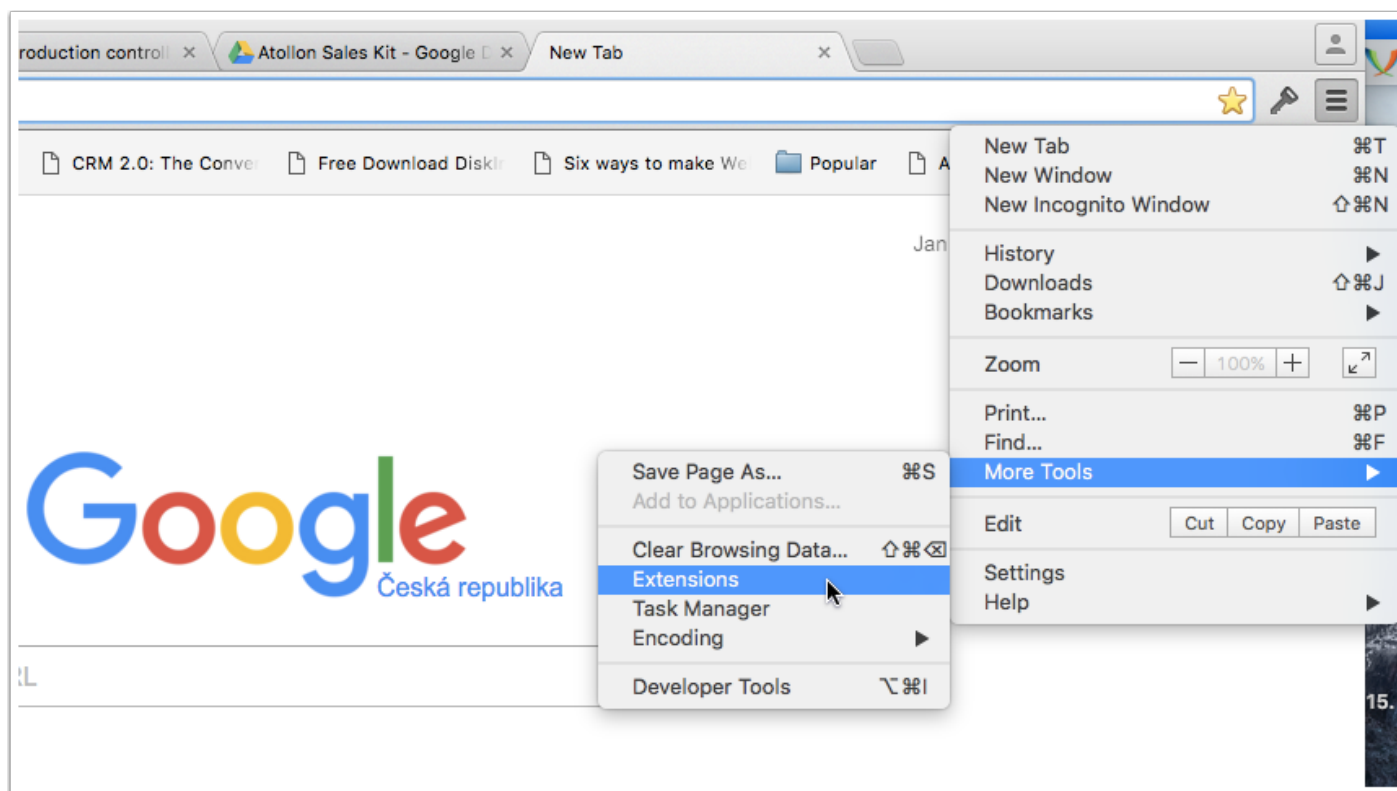 roduction controll
Atollon Sales Kit - Google D
New Tab
CRM 2.0: The Conve
Free Download DiskIn
Six ways to make We
Popular
A
Jan
New Tab ⌘T
New Window ⌘N
New Incognito Window ⇧⌘N
History ▶
Downloads ⇧⌘J
Bookmarks ▶
Zoom — 100% +
Print... ⌘P
Find... ⌘F
More Tools ▶
Edit Cut Copy Paste
Settings
Help ▶
Save Page As... ⌘S
Add to Applications...
Clear Browsing Data... ⇧⌘⌫
Extensions
Task Manager
Encoding ▶
Developer Tools ⌥⌘I
Google
Česká republika
RL
15.